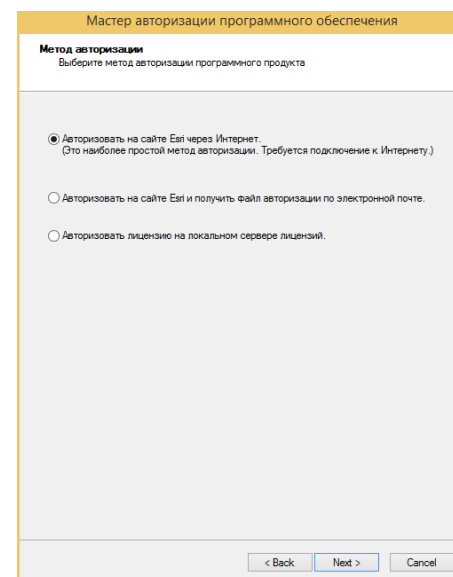 Мастер авторизации программного обеспечения
Метод авторизации
Выберите метод авторизации программного продукта
Авторизовать на сайте Esri через Интернет.
(Это наиболее простой метод авторизации. Требуется подключение к Интернету.)
Авторизовать на сайте Esri и получить файл авторизации по электронной почте.
Авторизовать лицензию на локальном сервере лицензий.
< Back Next > Cancel